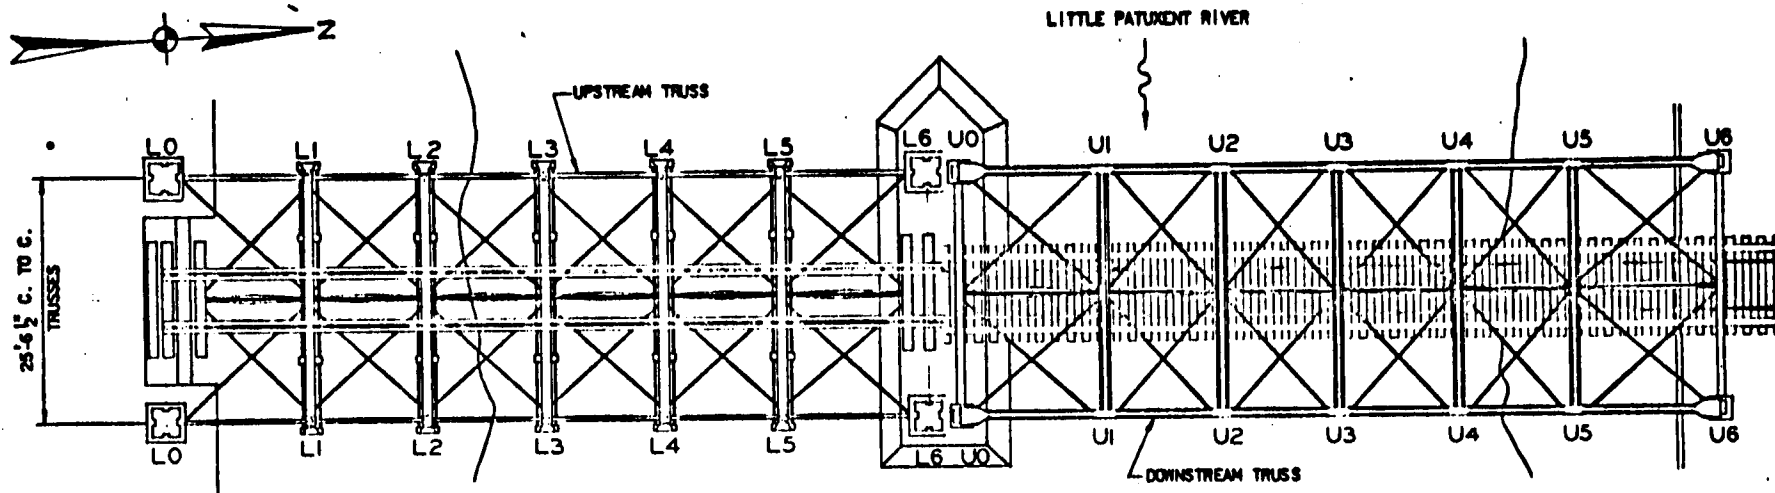 LITTLE PATUXENT RIVER
N
UPSTREAM TRUSS
L0 L1 L2 L3 L4 L5 L6 U0 U1 U2 U3 U4 U5 U6
25'-6½" C. TO C.
TRUSSES
L0 L1 L2 L3 L4 L5 L6 U0 U1 U2 U3 U4 U5 U6
DOWNSTREAM TRUSS